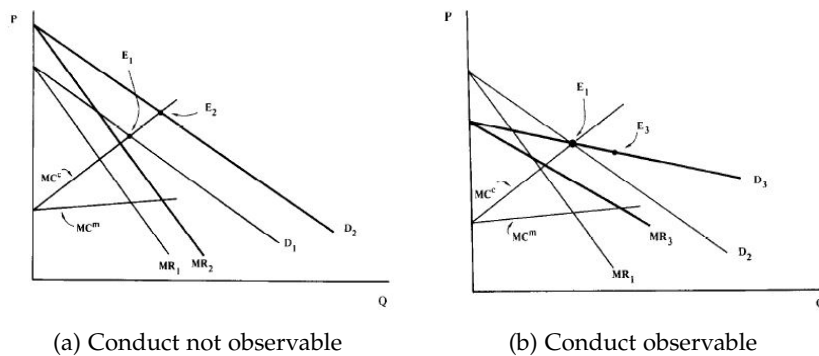 P
E₁
E₂
MCᶜ
MCᵐ
MR₁
MR₂
D₁
D₂
Q
(a) Conduct not observable
P
E₁
E₃
MCᶜ
MCᵐ
D₃
MR₃
D₂
MR₁
Q
(b) Conduct observable